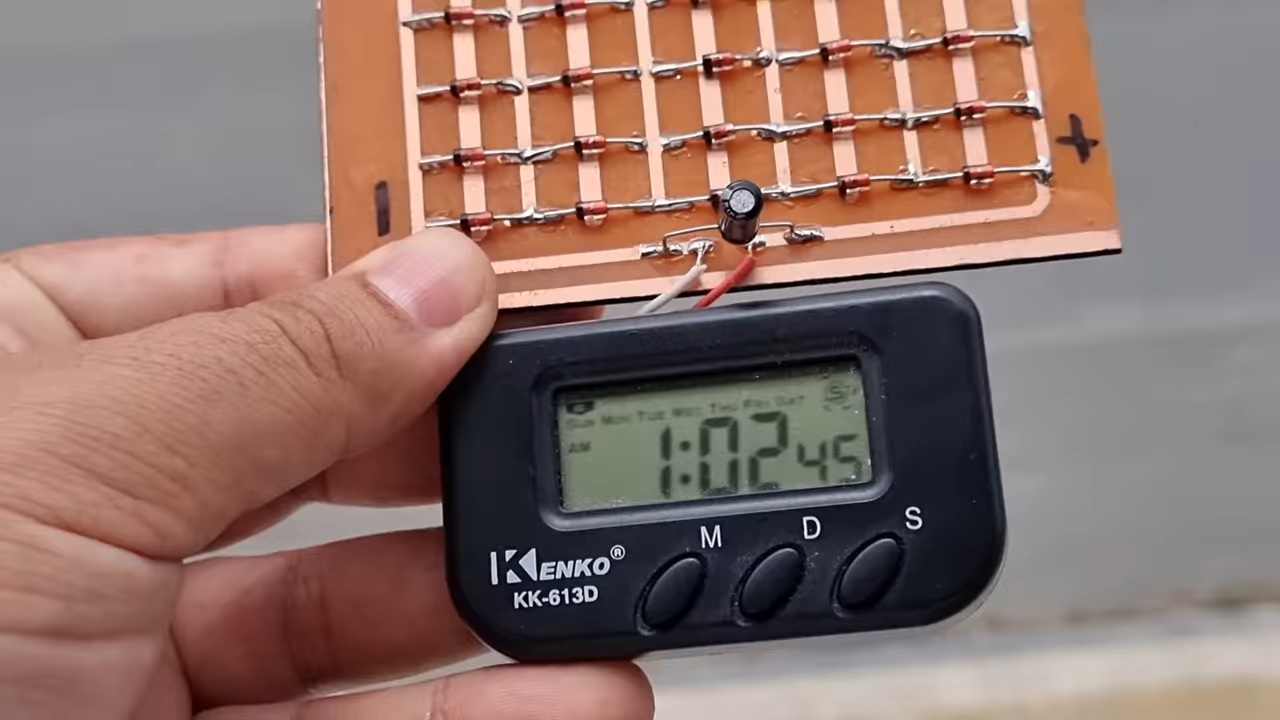 - +
SUN MON TUE WED THU FRI SAT
AM 1:02 45
M D S
KENKO®
KK-613D